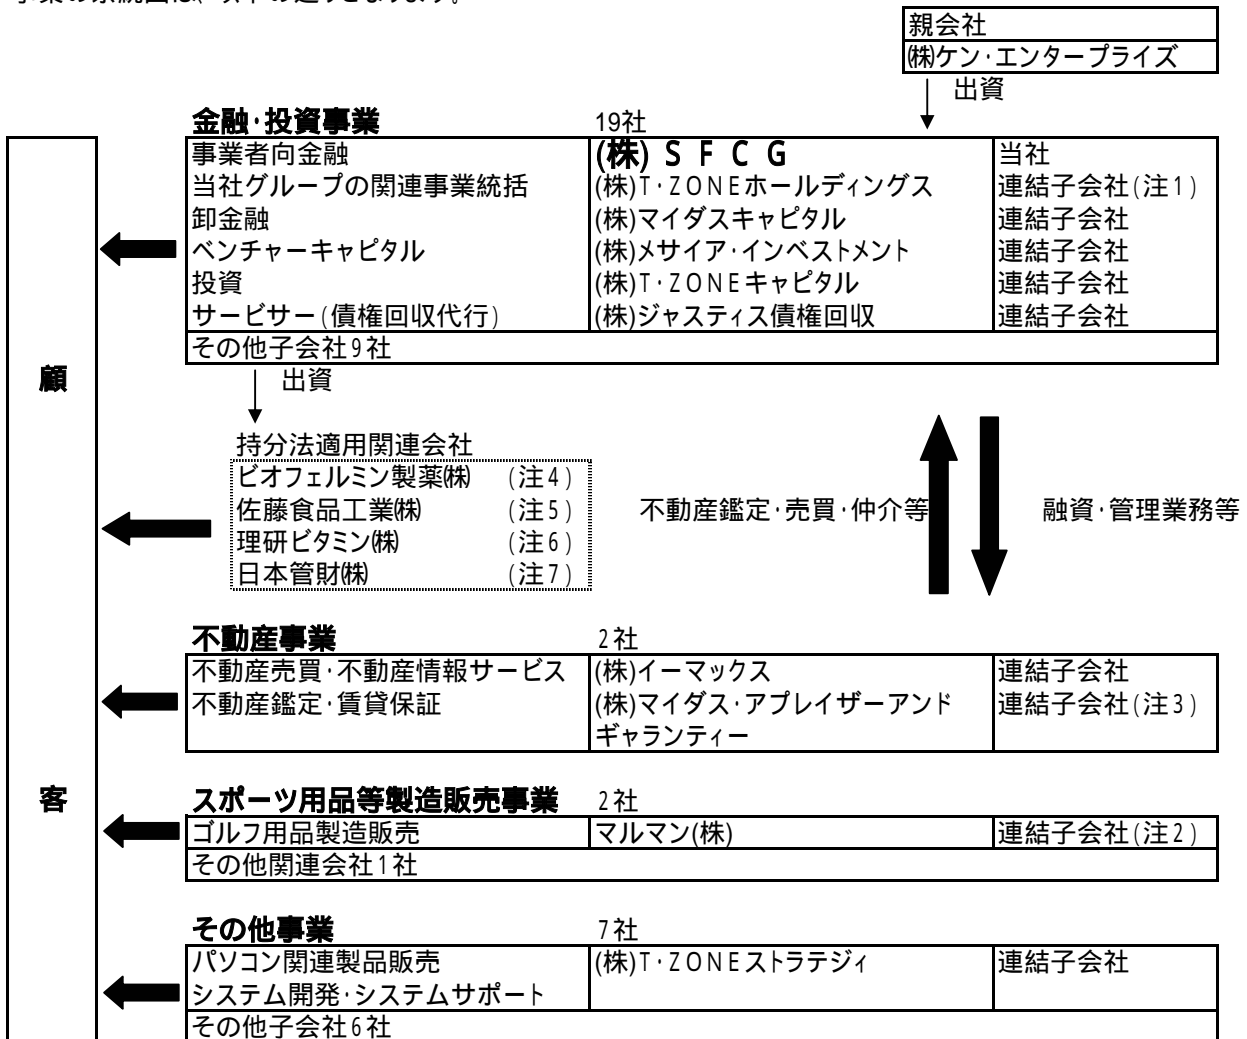 事業の系統図は、以下の通りとなります。
親会社
㈱ケン・エンタープライズ
出資
金融・投資事業 19社
事業者向金融 (株)ＳＦＣＧ 当社
当社グループの関連事業統括 (株)T・ZONEホールディングス 連結子会社(注1)
卸金融 (株)マイダスキャピタル 連結子会社
ベンチャーキャピタル (株)メサイア・インベストメント 連結子会社
投資 (株)T・ZONEキャピタル 連結子会社
サービサー(債権回収代行) (株)ジャスティス債権回収 連結子会社
その他子会社9社
出資
持分法適用関連会社
ビオフェルミン製薬㈱ (注4)
佐藤食品工業㈱ (注5)
理研ビタミン㈱ (注6)
日本管財㈱ (注7)
不動産鑑定・売買・仲介等 融資・管理業務等
不動産事業 2社
不動産売買・不動産情報サービス (株)イーマックス 連結子会社
不動産鑑定・賃貸保証 (株)マイダス・アプレイザーアンド 連結子会社(注3)
ギャランティー
スポーツ用品等製造販売事業 2社
ゴルフ用品製造販売 マルマン(株) 連結子会社(注2)
その他関連会社1社
その他事業 7社
パソコン関連製品販売 (株)T・ZONEストラテジィ 連結子会社
システム開発・システムサポート
その他子会社6社
顧
客